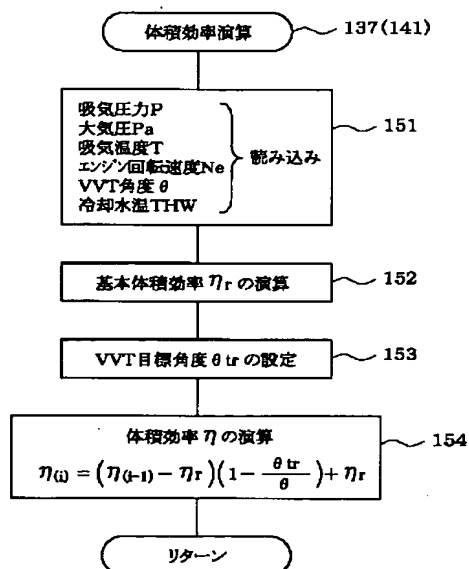 体積効率演算
137(141)
吸気圧力P
大気圧Pa
吸気温度T
エンジン回転速度Ne
VVT角度θ
冷却水温THW
読み込み
151
基本体積効率ηrの演算
152
VVT目標角度θtrの設定
153
体積効率ηの演算
η(i) = (η(i-1) − ηr)(1 − θtr/θ) + ηr
154
リターン